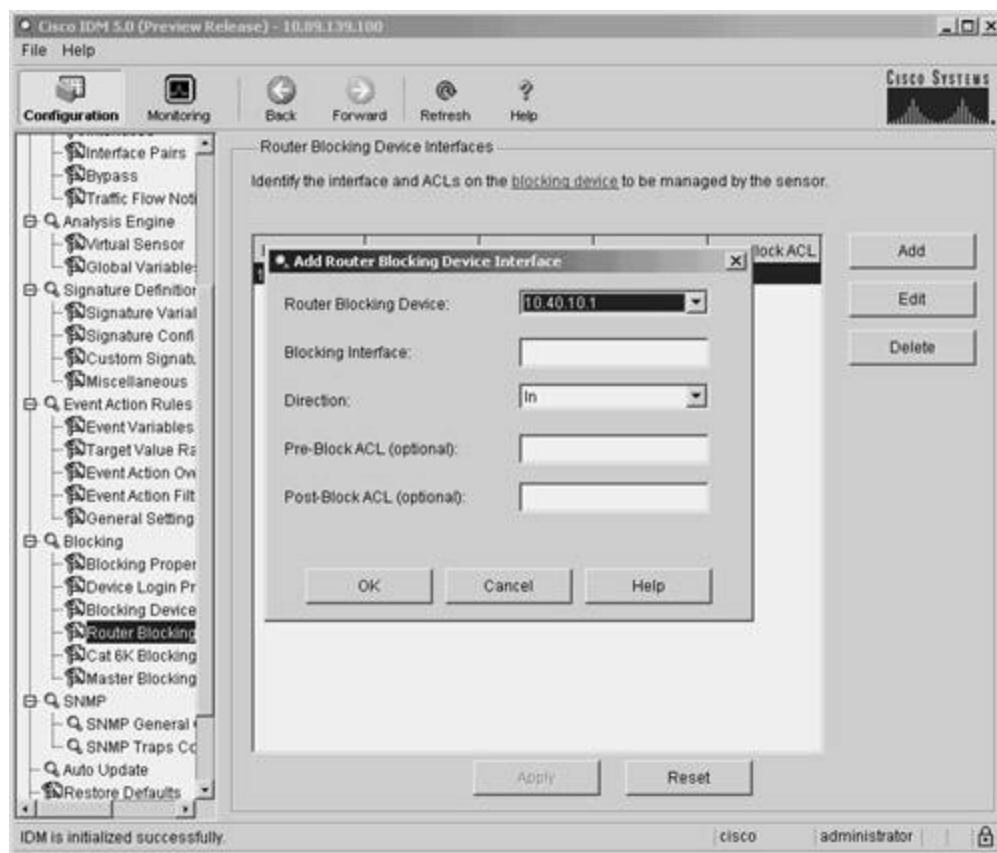 Cisco IDM 5.0 (Preview Release) - 10.89.139.100
File Help
Configuration Monitoring Back Forward Refresh Help
CISCO SYSTEMS
Interface Pairs
Bypass
Traffic Flow Noti
Analysis Engine
Virtual Sensor
Global Variable
Signature Definition
Signature Varial
Signature Confi
Custom Signatu
Miscellaneous
Event Action Rules
Event Variables
Target Value Ra
Event Action Ove
Event Action Filt
General Setting
Blocking
Blocking Proper
Device Login Pr
Blocking Device
Router Blocking
Cat 6K Blocking
Master Blocking
SNMP
SNMP General
SNMP Traps Co
Auto Update
Restore Defaults
Router Blocking Device Interfaces
Identify the interface and ACLs on the blocking device to be managed by the sensor.
lock ACL
Add
Edit
Delete
Add Router Blocking Device Interface
Router Blocking Device: 10.40.10.1
Blocking Interface:
Direction: In
Pre-Block ACL (optional):
Post-Block ACL (optional):
OK Cancel Help
Apply Reset
IDM is initialized successfully. cisco administrator